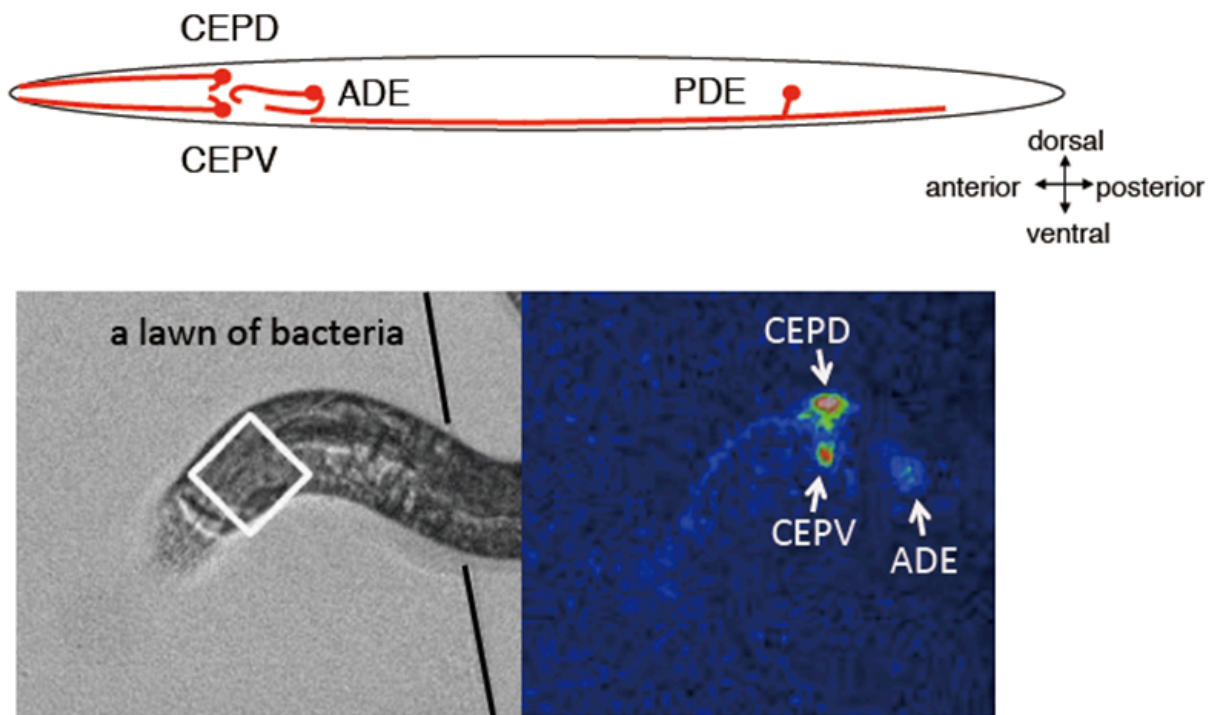 CEPD
ADE
PDE
CEPV
dorsal
anterior posterior
ventral
a lawn of bacteria
CEPD
CEPV
ADE